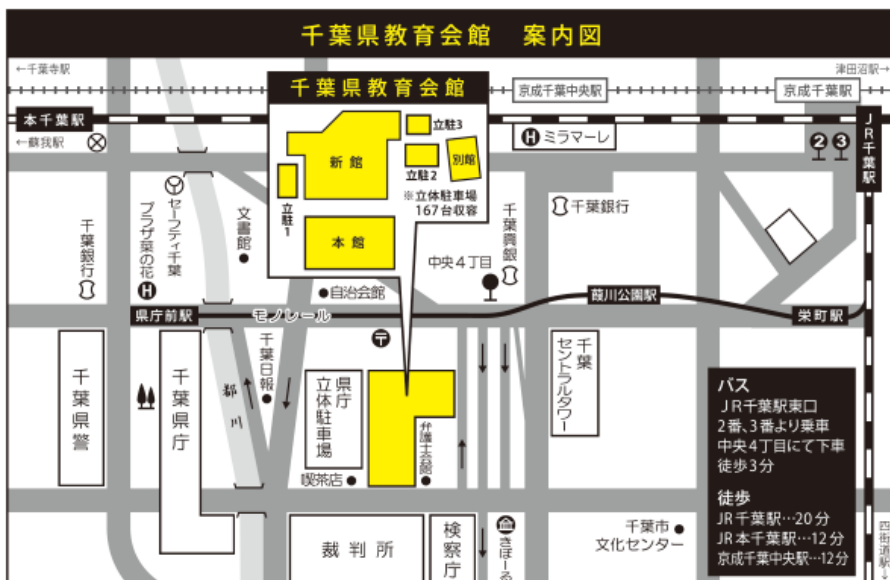 千葉県教育会館　案内図
←千葉寺駅
津田沼駅→
千葉県教育会館
京成千葉中央駅
京成千葉駅
本千葉駅
JR千葉駅
←蘇我駅
H ミラマーレ
2 3
新館
立駐3
立駐2
別館
立駐1
※立体駐車場
167台収容
本館
セーフティ千葉
プラザ菜の花
H
文書館
千葉銀行
千葉銀行
千葉興銀
中央4丁目
自治会館
県庁前駅
モノレール
葭川公園駅
栄町駅
千葉県警
千葉県庁
都川
千葉日報
県庁
立体駐車場
弁護士会館
喫茶店
千葉
セントラルタワー
裁判所
検察庁
きぼーる
千葉市
文化センター
バス
JR千葉駅東口
2番、3番より乗車
中央4丁目にて下車
徒歩3分
徒歩
JR千葉駅…20分
JR本千葉駅…12分
京成千葉中央駅…12分
四街道駅→